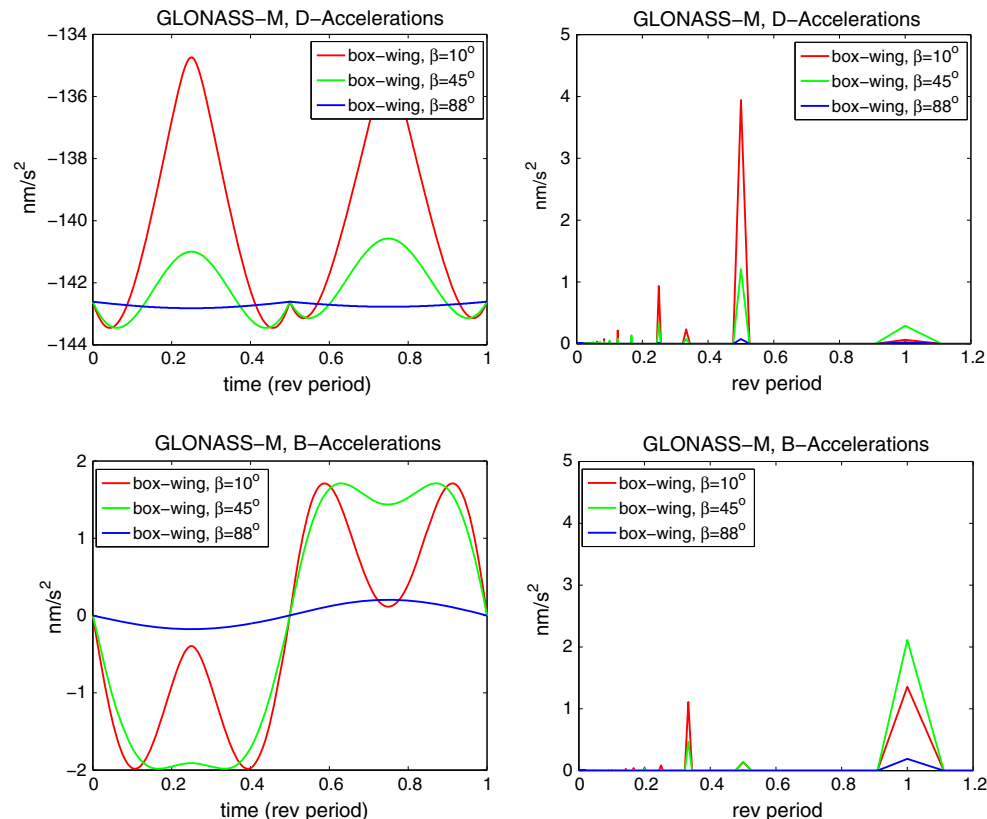 GLONASS−M, D−Accelerations
−134
−136
−138
−140
−142
−144
nm/s²
box−wing, β=10°
box−wing, β=45°
box−wing, β=88°
0 0.2 0.4 0.6 0.8 1
time (rev period)
GLONASS−M, D−Accelerations
5
4
3
2
1
0
nm/s²
box−wing, β=10°
box−wing, β=45°
box−wing, β=88°
0 0.2 0.4 0.6 0.8 1 1.2
rev period
GLONASS−M, B−Accelerations
2
1
0
−1
−2
nm/s²
box−wing, β=10°
box−wing, β=45°
box−wing, β=88°
0 0.2 0.4 0.6 0.8 1
time (rev period)
GLONASS−M, B−Accelerations
5
4
3
2
1
0
nm/s²
box−wing, β=10°
box−wing, β=45°
box−wing, β=88°
0 0.2 0.4 0.6 0.8 1 1.2
rev period